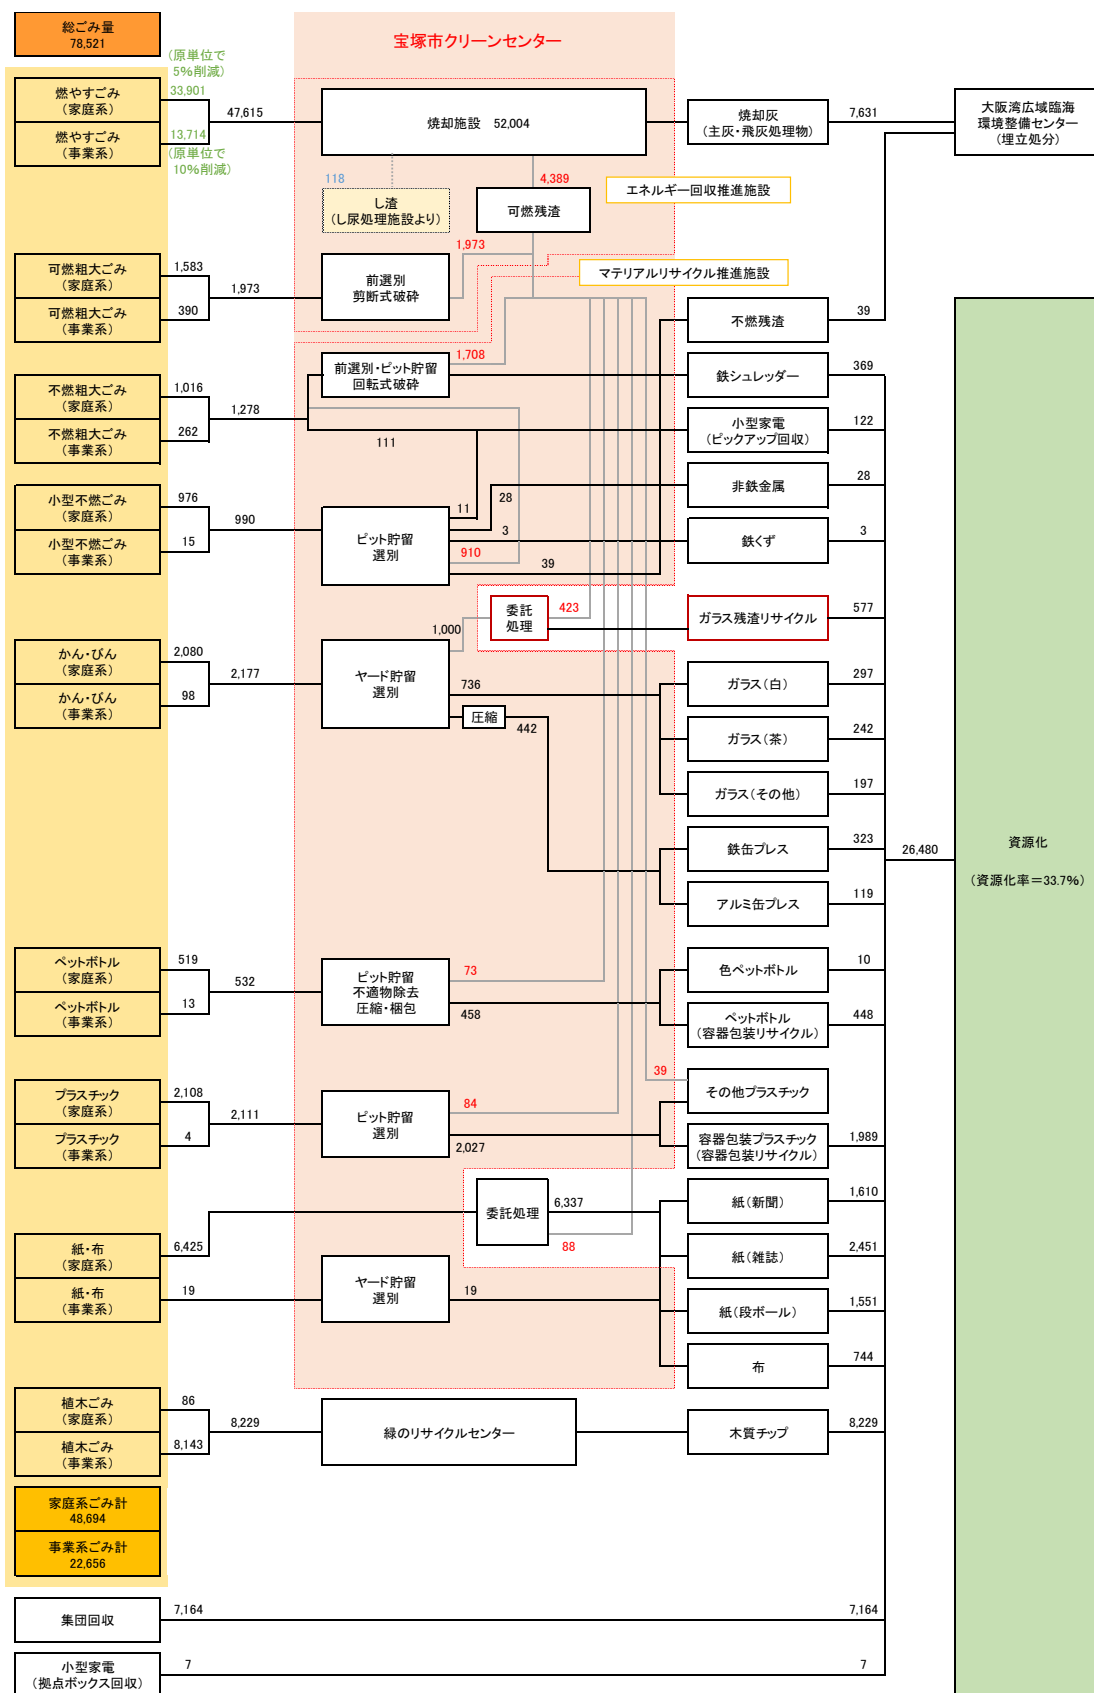 総ごみ量
78,521
宝塚市クリーンセンター
(原単位で
5%削減)
燃やすごみ
(家庭系)
33,901
燃やすごみ
(事業系)
13,714
(原単位で
10%削減)
47,615
焼却施設 52,004
焼却灰
(主灰・飛灰処理物)
7,631
大阪湾広域臨海
環境整備センター
(埋立処分)
118
し渣
(し尿処理施設より)
4,389
可燃残渣
エネルギー回収推進施設
1,973
可燃粗大ごみ
(家庭系)
1,583
可燃粗大ごみ
(事業系)
390
1,973
前選別
剪断式破砕
マテリアルリサイクル推進施設
不燃残渣
39
前選別・ピット貯留
回転式破砕
1,708
鉄シュレッダー
369
不燃粗大ごみ
(家庭系)
1,016
不燃粗大ごみ
(事業系)
262
1,278
111
小型家電
(ピックアップ回収)
122
小型不燃ごみ
(家庭系)
976
小型不燃ごみ
(事業系)
15
990
ピット貯留
選別
11
28
3
910
39
非鉄金属
28
鉄くず
3
委託
処理
423
ガラス残渣リサイクル
577
かん・びん
(家庭系)
2,080
かん・びん
(事業系)
98
2,177
ヤード貯留
選別
1,000
736
圧縮
442
ガラス(白)
297
ガラス(茶)
242
ガラス(その他)
197
鉄缶プレス
323
アルミ缶プレス
119
26,480
資源化
(資源化率=33.7%)
ペットボトル
(家庭系)
519
ペットボトル
(事業系)
13
532
ピット貯留
不適物除去
圧縮・梱包
73
458
色ペットボトル
10
ペットボトル
(容器包装リサイクル)
448
39
その他プラスチック
プラスチック
(家庭系)
2,108
プラスチック
(事業系)
4
2,111
ピット貯留
選別
84
2,027
容器包装プラスチック
(容器包装リサイクル)
1,989
委託処理
6,337
88
紙(新聞)
1,610
紙・布
(家庭系)
6,425
紙・布
(事業系)
19
ヤード貯留
選別
19
紙(雑誌)
2,451
紙(段ボール)
1,551
布
744
植木ごみ
(家庭系)
86
植木ごみ
(事業系)
8,143
8,229
緑のリサイクルセンター
木質チップ
8,229
家庭系ごみ計
48,694
事業系ごみ計
22,656
集団回収
7,164
7,164
小型家電
(拠点ボックス回収)
7
7